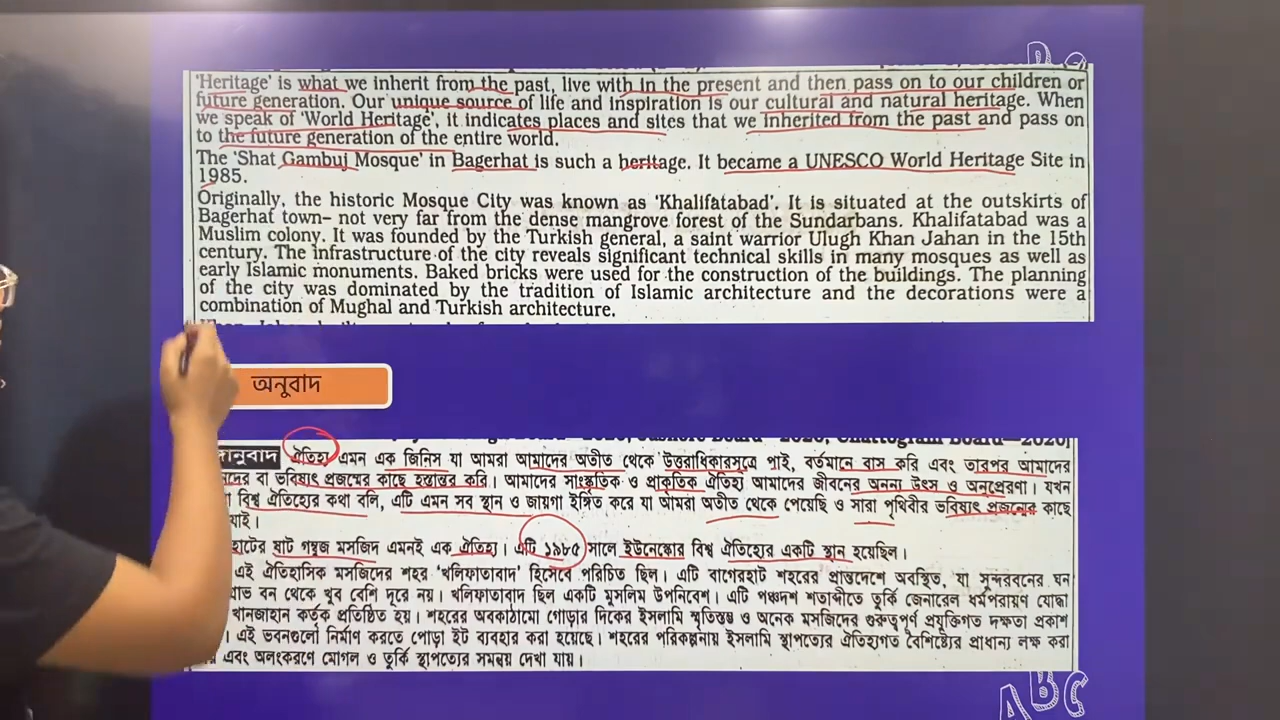 'Heritage' is what we inherit from the past, live with in the present and then pass on to our children or
future generation. Our unique source of life and inspiration is our cultural and natural heritage. When
we speak of 'World Heritage', it indicates places and sites that we inherited from the past and pass on
to the future generation of the entire world.
The 'Shat Gambuj Mosque' in Bagerhat is such a heritage. It became a UNESCO World Heritage Site in
1985.
Originally, the historic Mosque City was known as 'Khalifatabad'. It is situated at the outskirts of
Bagerhat town– not very far from the dense mangrove forest of the Sundarbans. Khalifatabad was a
Muslim colony. It was founded by the Turkish general, a saint warrior Ulugh Khan Jahan in the 15th
century. The infrastructure of the city reveals significant technical skills in many mosques as well as
early Islamic monuments. Baked bricks were used for the construction of the buildings. The planning
of the city was dominated by the tradition of Islamic architecture and the decorations were a
combination of Mughal and Turkish architecture.
অনুবাদ
ঐতিহ্য এমন এক জিনিস যা আমরা আমাদের অতীত থেকে উত্তরাধিকারসূত্রে পাই, বর্তমানে বাস করি এবং তারপর আমাদের
বা ভবিষ্যৎ প্রজন্মের কাছে হস্তান্তর করি। আমাদের সাংস্কৃতিক ও প্রাকৃতিক ঐতিহ্য আমাদের জীবনের অনন্য উৎস ও অনুপ্রেরণা। যখন
বিশ্ব ঐতিহ্যের কথা বলি, এটি এমন সব স্থান ও জায়গা ইঙ্গিত করে যা আমরা অতীত থেকে পেয়েছি ও সারা পৃথিবীর ভবিষ্যৎ প্রজন্মের কাছে
যাই।
ষাট গম্বুজ মসজিদ এমনই এক ঐতিহ্য। এটি ১৯৮৫ সালে ইউনেস্কোর বিশ্ব ঐতিহ্যের একটি স্থান হয়েছিল।
এই ঐতিহাসিক মসজিদের শহর 'খলিফাতাবাদ' হিসেবে পরিচিত ছিল। এটি বাগেরহাট শহরের প্রান্তদেশে অবস্থিত, যা সুন্দরবনের ঘন
বন থেকে খুব বেশি দূরে নয়। খলিফাতাবাদ ছিল একটি মুসলিম উপনিবেশ। এটি পঞ্চদশ শতাব্দীতে তুর্কি জেনারেল ধর্মপরায়ণ যোদ্ধা
খানজাহান কর্তৃক প্রতিষ্ঠিত হয়। শহরের অবকাঠামো গোড়ার দিকের ইসলামি স্মৃতিস্তম্ভ ও অনেক মসজিদের গুরুত্বপূর্ণ প্রযুক্তিগত দক্ষতা প্রকাশ
। এই ভবনগুলো নির্মাণ করতে পোড়া ইট ব্যবহার করা হয়েছে। শহরের পরিকল্পনায় ইসলামি স্থাপত্যের ঐতিহ্যগত বৈশিষ্ট্যের প্রাধান্য লক্ষ করা
এবং অলংকরণে মোগল ও তুর্কি স্থাপত্যের সমন্বয় দেখা যায়।
ABC